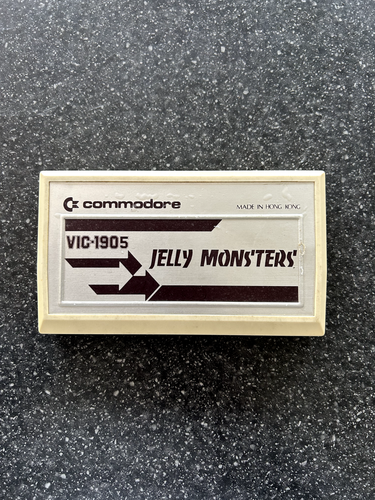 commodore
MADE IN HONG KONG
VIC-1905
JELLY MONSTERS